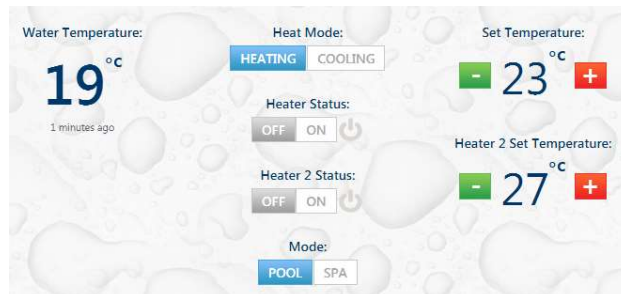 Water Temperature:
19°C
1 minutes ago
Heat Mode:
HEATING COOLING
Heater Status:
OFF ON
Heater 2 Status:
OFF ON
Mode:
POOL SPA
Set Temperature:
- 23°C +
Heater 2 Set Temperature:
- 27°C +